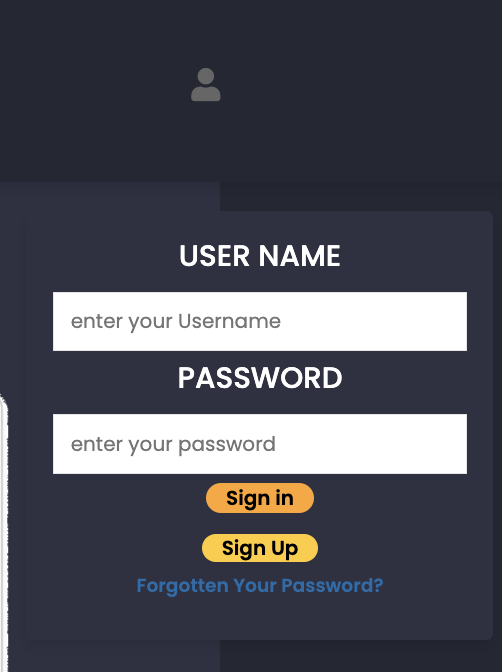 USER NAME
enter your Username
PASSWORD
enter your password
Sign in
Sign Up
Forgotten Your Password?